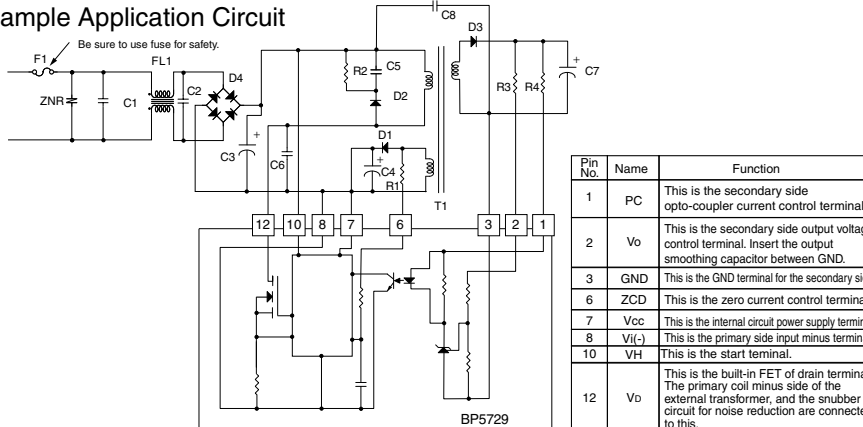 ample Application Circuit
Be sure to use fuse for safety.
F1
FL1
ZNR
C1
C2
D4
C3
C6
R2
C5
D2
D1
C4
R1
T1
C8
D3
R3
R4
C7
12
10
8
7
6
3
2
1
BP5729
Pin No. Name Function
1 PC This is the secondary side
opto-coupler current control terminal
2 Vo This is the secondary side output voltag
control terminal. Insert the output
smoothing capacitor between GND.
3 GND This is the GND terminal for the secondary si
6 ZCD This is the zero current control termina
7 Vcc This is the internal circuit power supply termi
8 Vi(-) This is the primary side input minus termin
10 VH This is the start teminal.
12 VD This is the built-in FET of drain termina
The primary coil minus side of the
external transformer, and the snubber
circuit for noise reduction are connecte
to this.